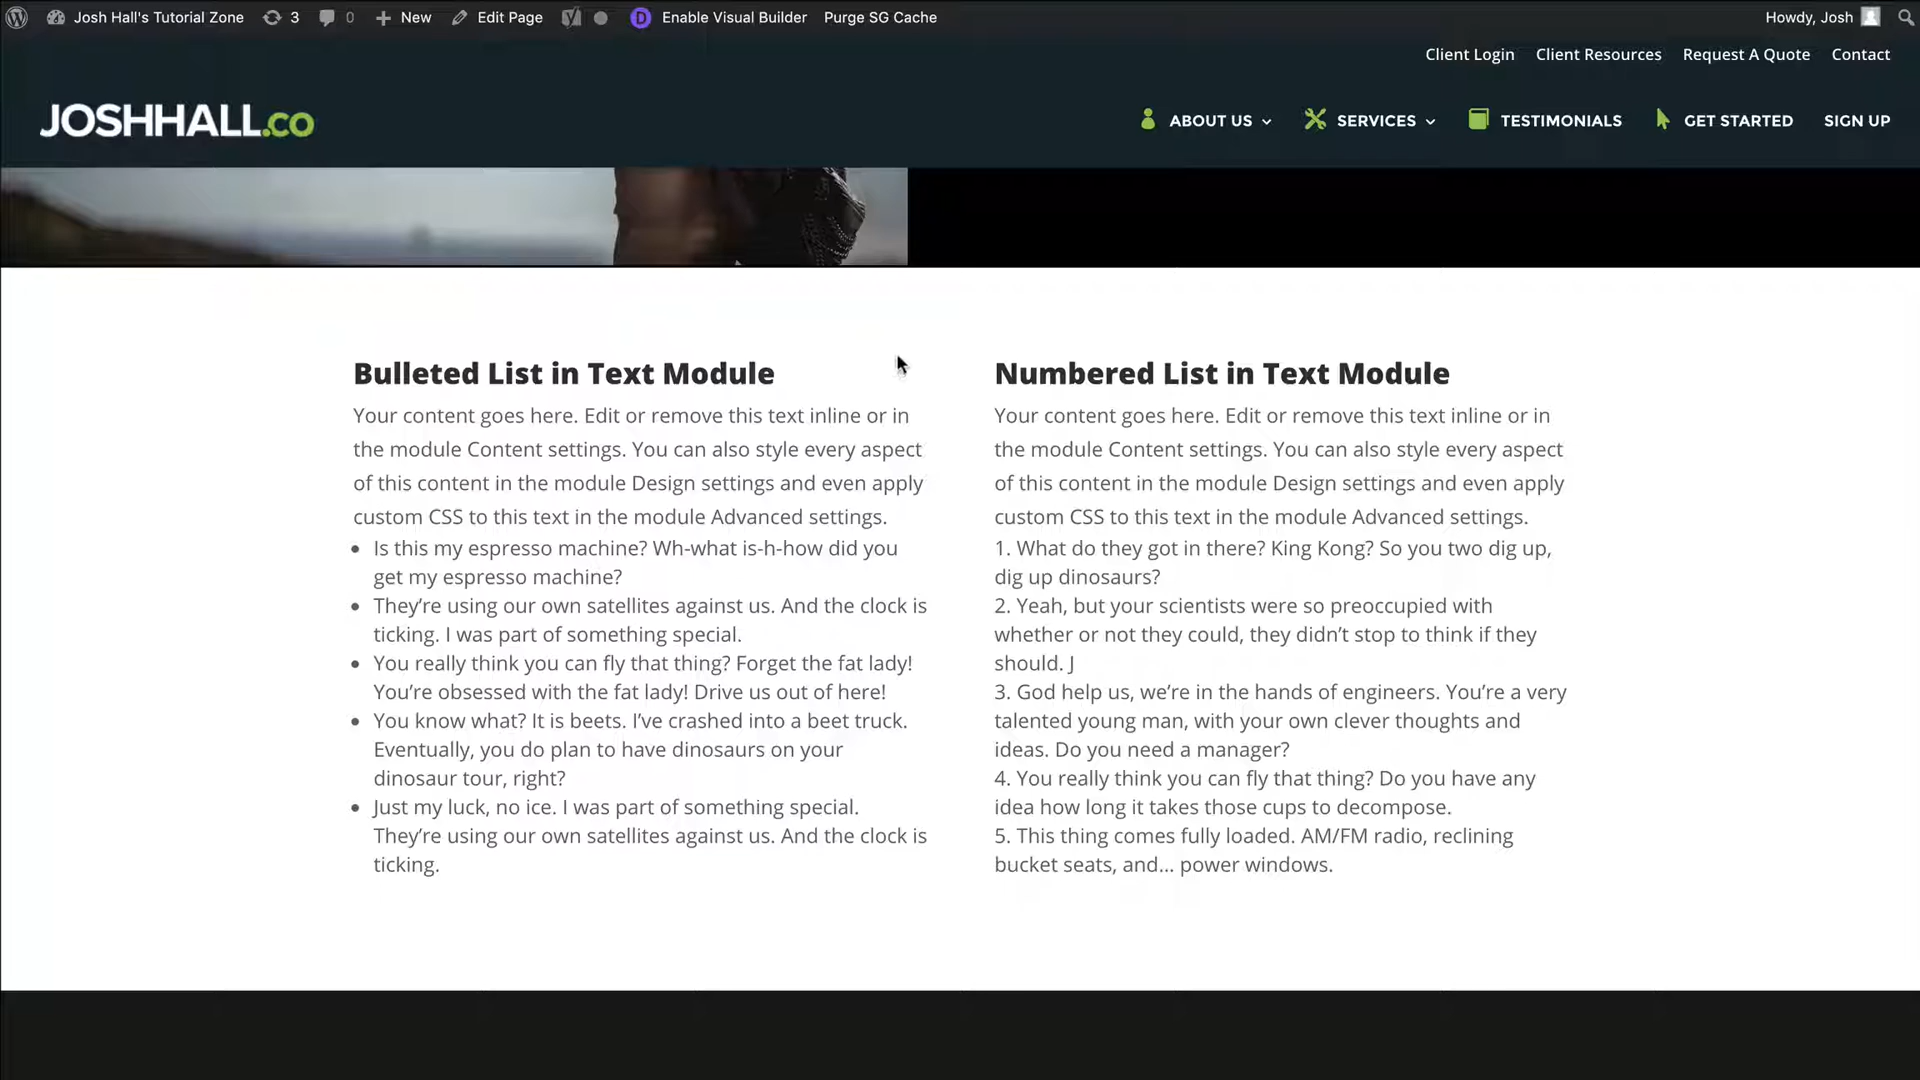 Josh Hall's Tutorial Zone 3 0 New Edit Page Enable Visual Builder Purge SG Cache Howdy, Josh
Client Login Client Resources Request A Quote Contact
JOSHHALL.co ABOUT US SERVICES TESTIMONIALS GET STARTED SIGN UP
Bulleted List in Text Module
Your content goes here. Edit or remove this text inline or in
the module Content settings. You can also style every aspect
of this content in the module Design settings and even apply
custom CSS to this text in the module Advanced settings.
• Is this my espresso machine? Wh-what is-h-how did you
get my espresso machine?
• They’re using our own satellites against us. And the clock is
ticking. I was part of something special.
• You really think you can fly that thing? Forget the fat lady!
You’re obsessed with the fat lady! Drive us out of here!
• You know what? It is beets. I’ve crashed into a beet truck.
Eventually, you do plan to have dinosaurs on your
dinosaur tour, right?
• Just my luck, no ice. I was part of something special.
They’re using our own satellites against us. And the clock is
ticking.
Numbered List in Text Module
Your content goes here. Edit or remove this text inline or in
the module Content settings. You can also style every aspect
of this content in the module Design settings and even apply
custom CSS to this text in the module Advanced settings.
1. What do they got in there? King Kong? So you two dig up,
dig up dinosaurs?
2. Yeah, but your scientists were so preoccupied with
whether or not they could, they didn’t stop to think if they
should. J
3. God help us, we’re in the hands of engineers. You’re a very
talented young man, with your own clever thoughts and
ideas. Do you need a manager?
4. You really think you can fly that thing? Do you have any
idea how long it takes those cups to decompose.
5. This thing comes fully loaded. AM/FM radio, reclining
bucket seats, and… power windows.